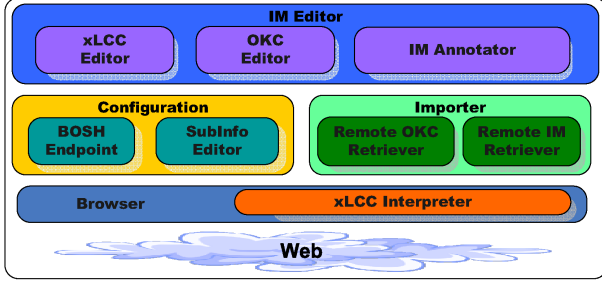 IM Editor
xLCC
Editor
OKC
Editor
IM Annotator
Configuration
BOSH
Endpoint
SubInfo
Editor
Importer
Remote OKC
Retriever
Remote IM
Retriever
Browser
xLCC Interpreter
Web